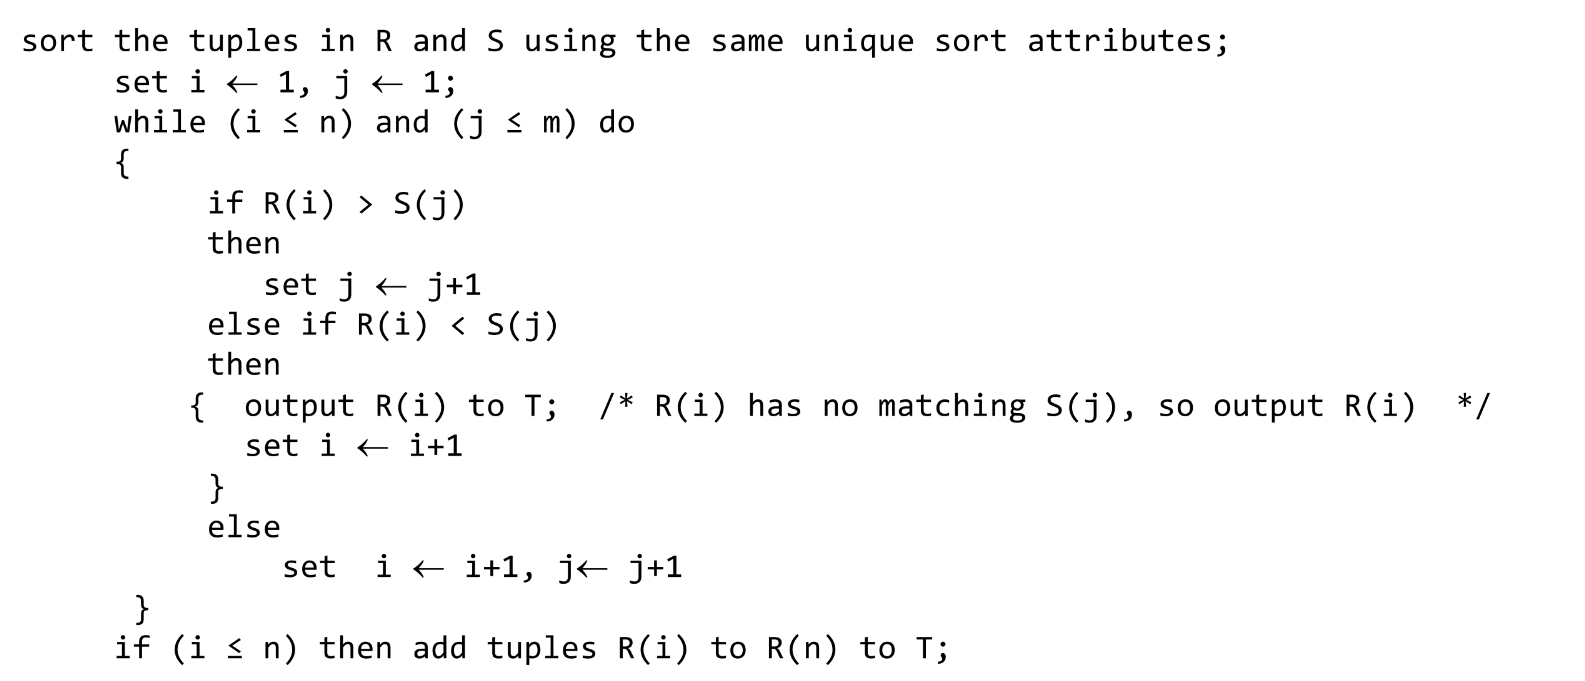 sort the tuples in R and S using the same unique sort attributes;
set i ← 1, j ← 1;
while (i ≤ n) and (j ≤ m) do
{
if R(i) > S(j)
then
set j ← j+1
else if R(i) < S(j)
then
{ output R(i) to T; /* R(i) has no matching S(j), so output R(i) */
set i ← i+1
}
else
set i ← i+1, j← j+1
}
if (i ≤ n) then add tuples R(i) to R(n) to T;